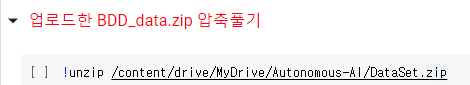 업로드한 BDD_data.zip 압축풀기
[ ] !unzip /content/drive/MyDrive/Autonomous-AI/DataSet.zip